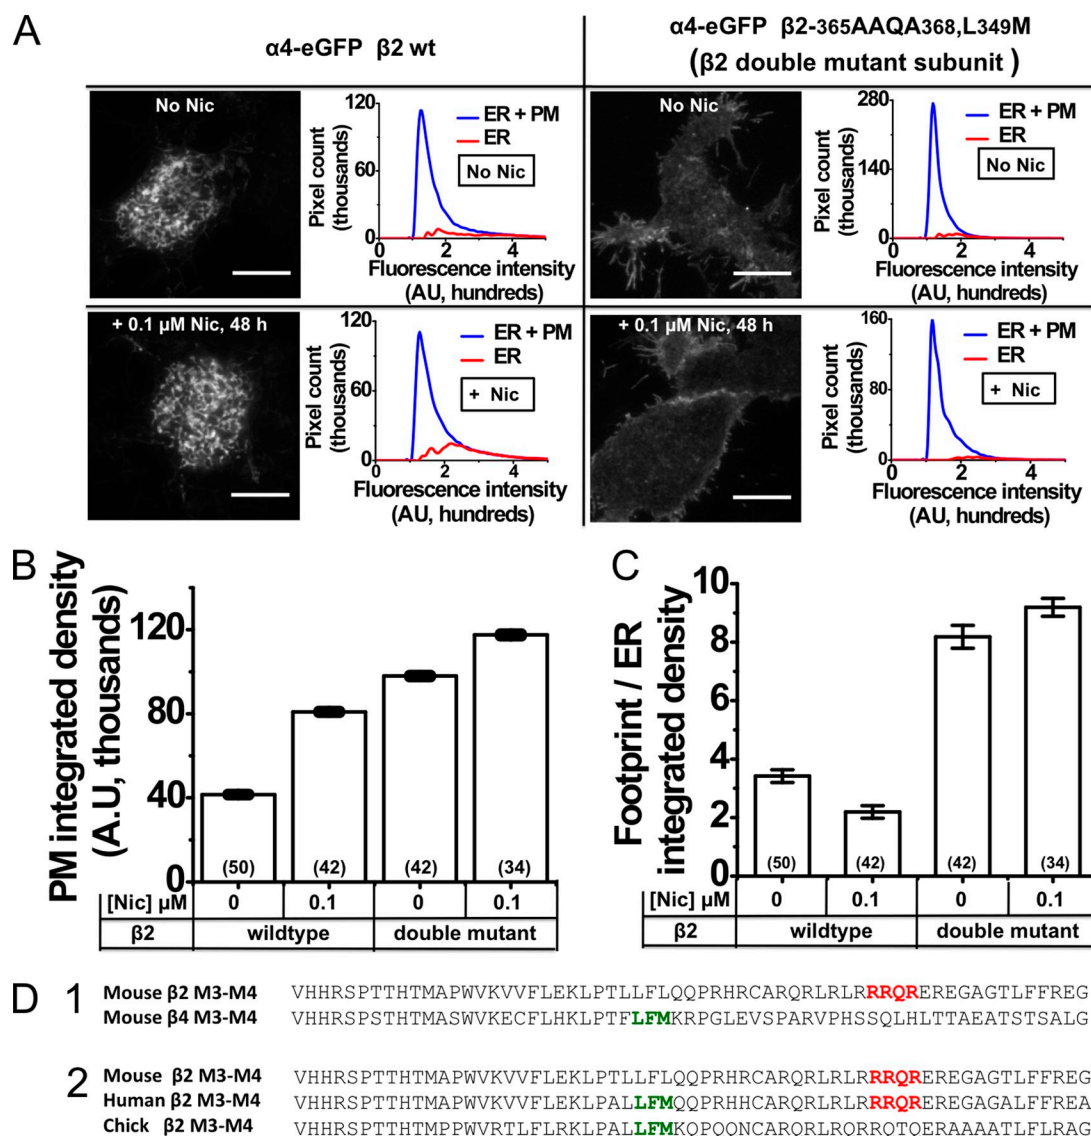 A
α4-eGFP β2 wt
α4-eGFP β2-365AAQA368,L349M
(β2 double mutant subunit )
No Nic
120
60
0
Pixel count
(thousands)
ER + PM
ER
No Nic
0 2 4
Fluorescence intensity
(AU, hundreds)
No Nic
280
140
0
Pixel count
(thousands)
ER + PM
ER
No Nic
0 2 4
Fluorescence intensity
(AU, hundreds)
+ 0.1 µM Nic, 48 h
120
60
0
Pixel count
(thousands)
ER + PM
ER
+ Nic
0 2 4
Fluorescence intensity
(AU, hundreds)
+ 0.1 µM Nic, 48 h
160
80
0
Pixel count
(thousands)
ER + PM
ER
+ Nic
0 2 4
Fluorescence intensity
(AU, hundreds)
B
PM integrated density
(A.U, thousands)
120
80
40
0
(50) (42) (42) (34)
[Nic] µM 0 0.1 0 0.1
β2 wildtype double mutant
C
Footprint / ER
integrated density
10
8
6
4
2
0
(50) (42) (42) (34)
[Nic] µM 0 0.1 0 0.1
β2 wildtype double mutant
D 1
Mouse β2 M3-M4 VHHRSPTTHTMAPWVKVVFLEKLPTLLFLQQPRHRCARQRLRLRRRQREREGAGTLFFREG
Mouse β4 M3-M4 VHHRSPSTHTMASWVKECFLHKLPTFLFMKRPGLEVSPARVPHSSQLHLTTAEATSTSALG
2
Mouse β2 M3-M4 VHHRSPTTHTMAPWVKVVFLEKLPTLLFLQQPRHRCARQRLRLRRRQREREGAGTLFFREG
Human β2 M3-M4 VHHRSPTTHTMAPWVKVVFLEKLPALLFMQQPRHHCARQRLRLRRRQREREGAGALFFREA
Chick β2 M3-M4 VHHRSPTTHTMPPWVRTLFLRKLPALLFMKQPQQNCARQRLRQRRQTQERAAAATLFLRAG